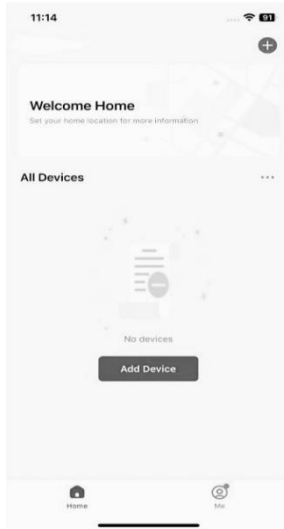 11:14
91
Welcome Home
Set your home location for more information
All Devices
No devices
Add Device
Home
Me